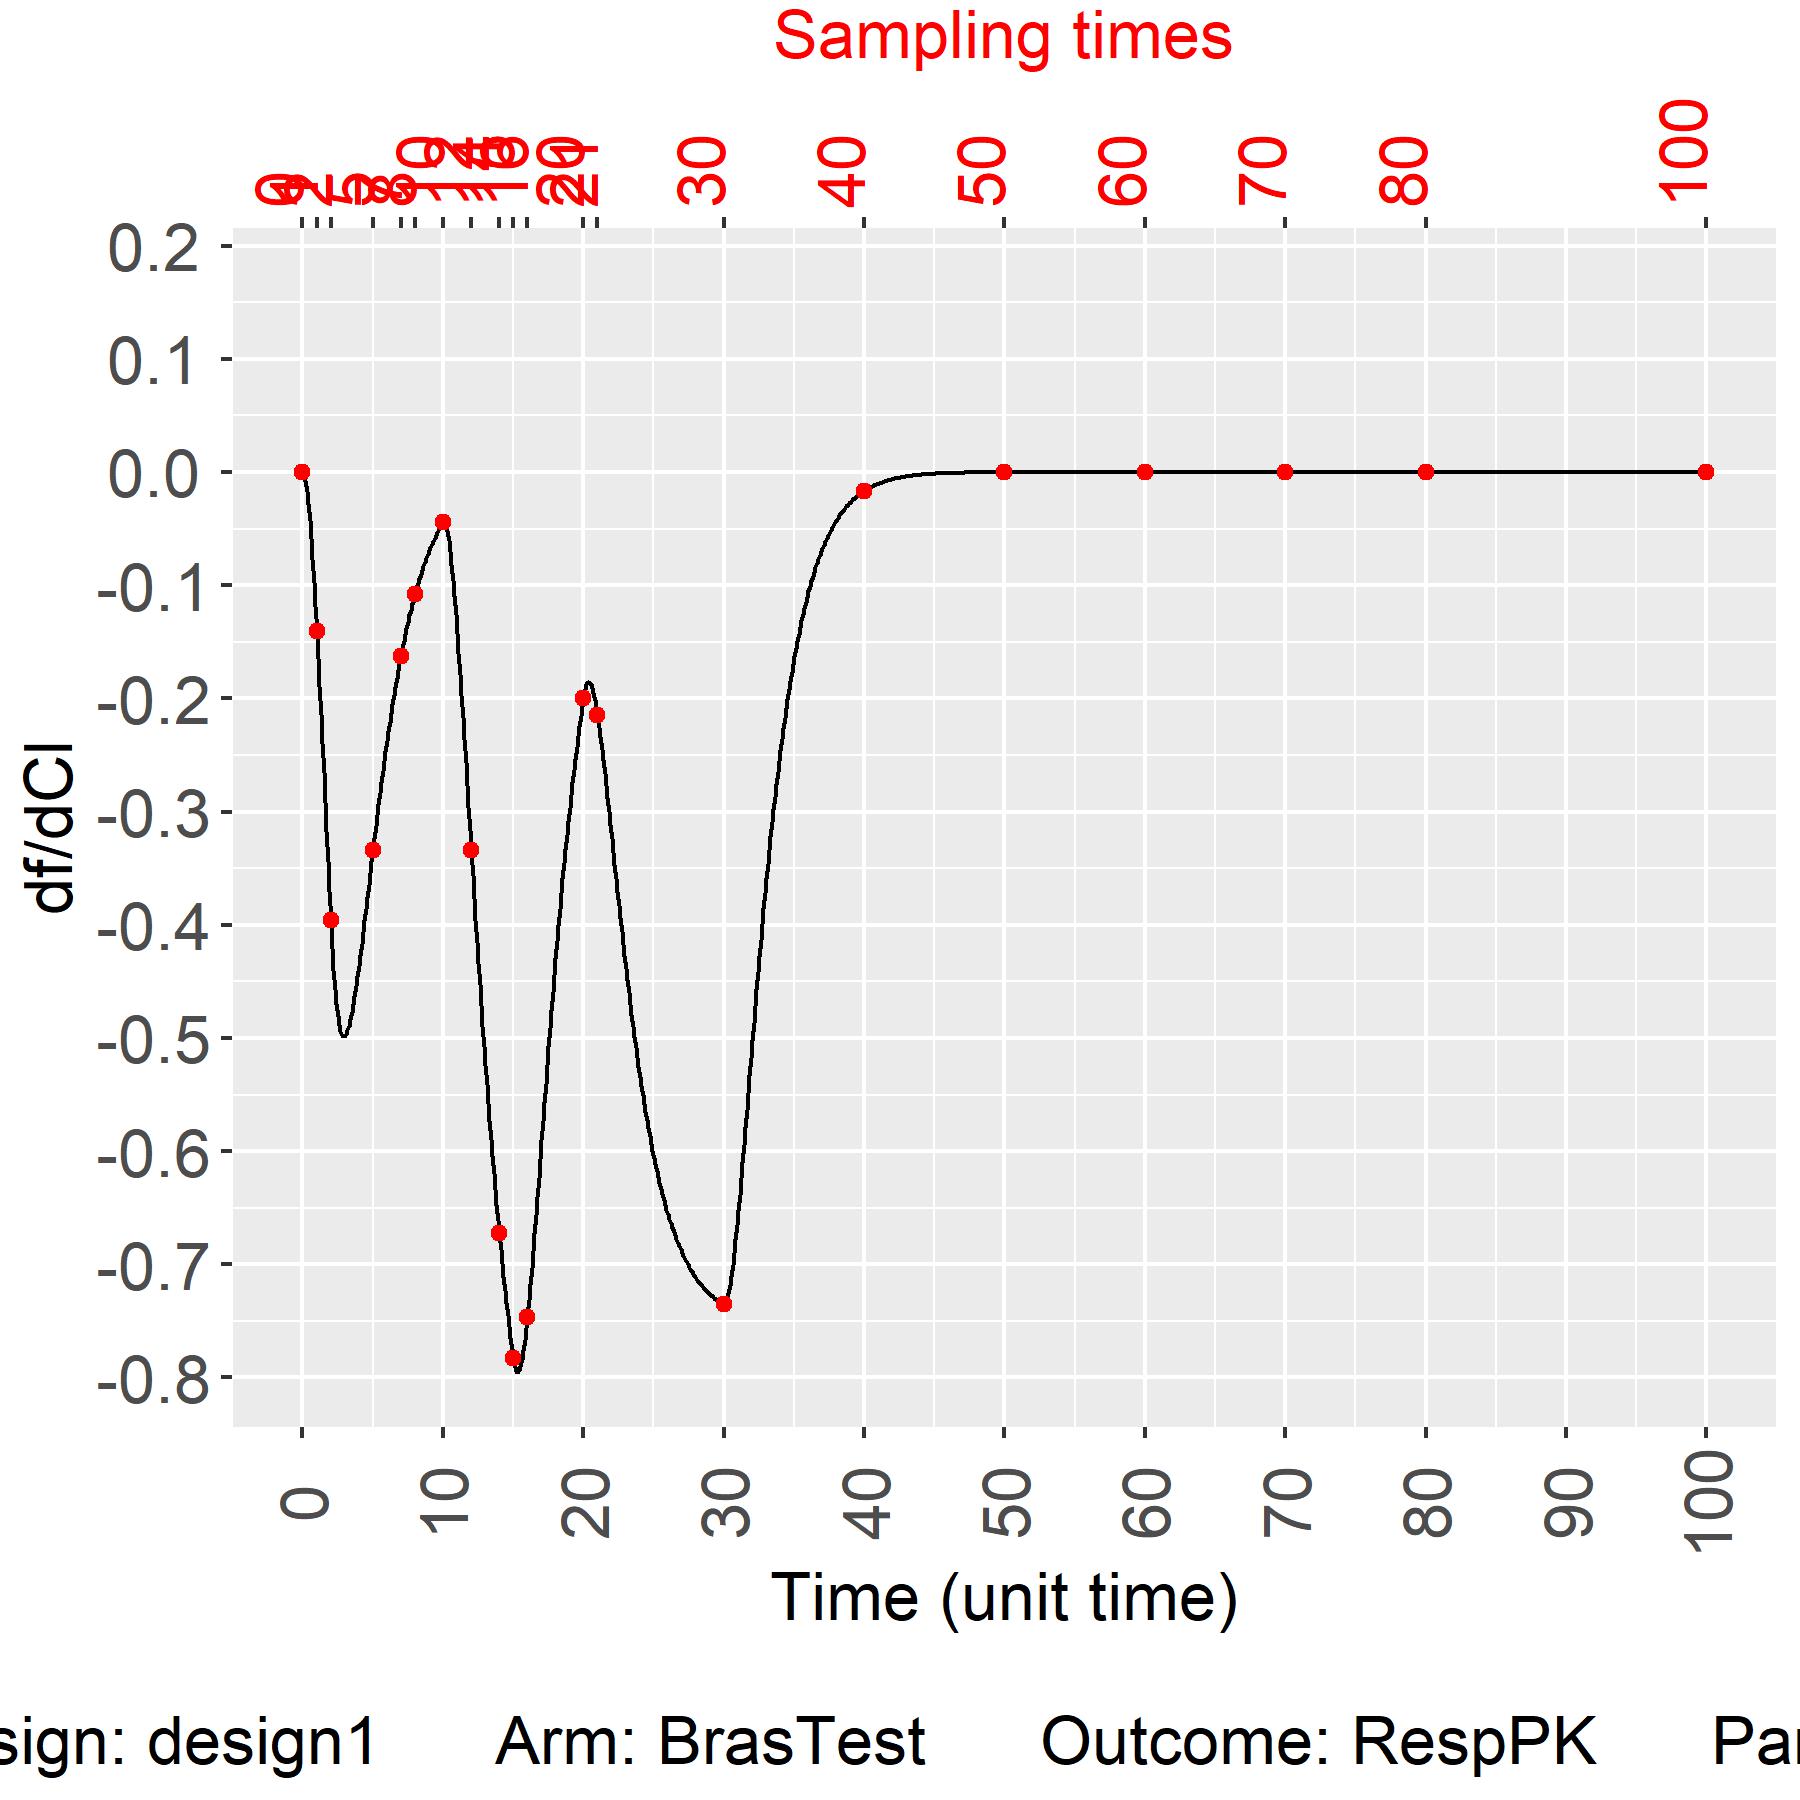 Sampling times
30 40 50 60 70 80 100
0.2
0.1
0.0
-0.1
-0.2
-0.3
-0.4
-0.5
-0.6
-0.7
-0.8
df/dCl
0 10 20 30 40 50 60 70 80 90 100
Time (unit time)
sign: design1 Arm: BrasTest Outcome: RespPK